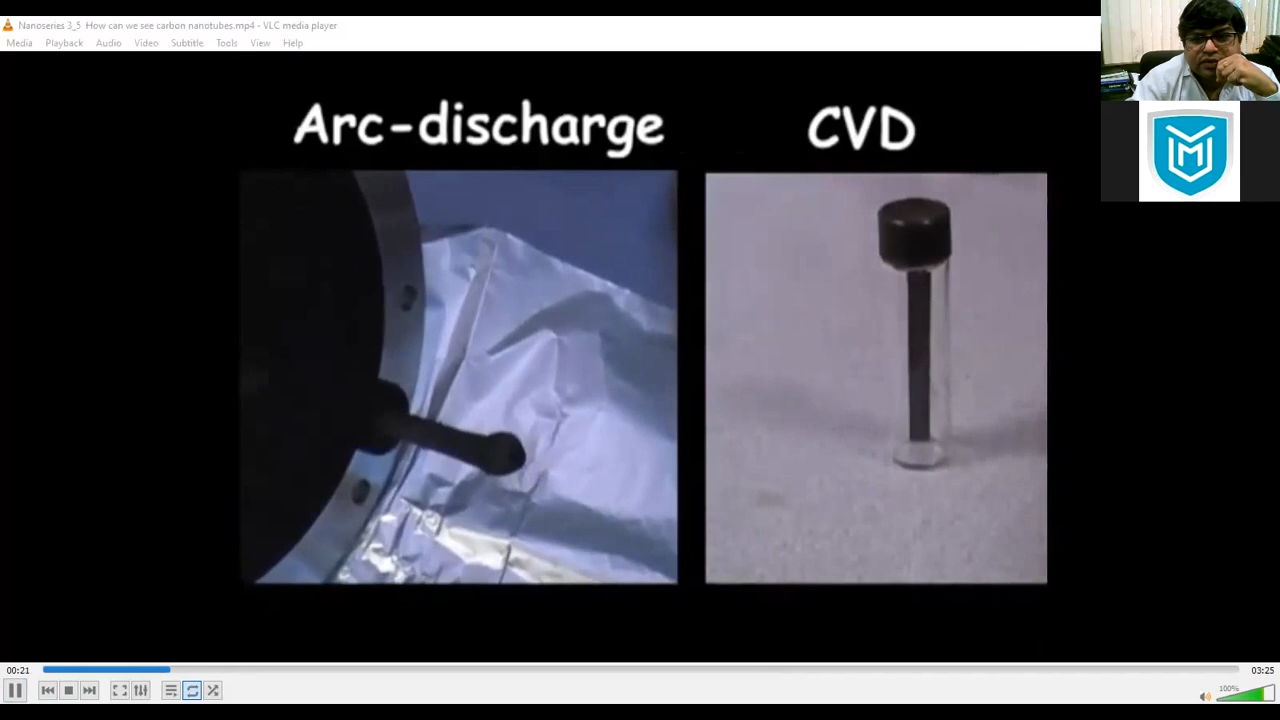 Nanoseries 3_5 How can we see carbon nanotubes.mp4 - VLC media player
Media Playback Audio Video Subtitle Tools View Help
Arc-discharge CVD
00:21 03:25
100%